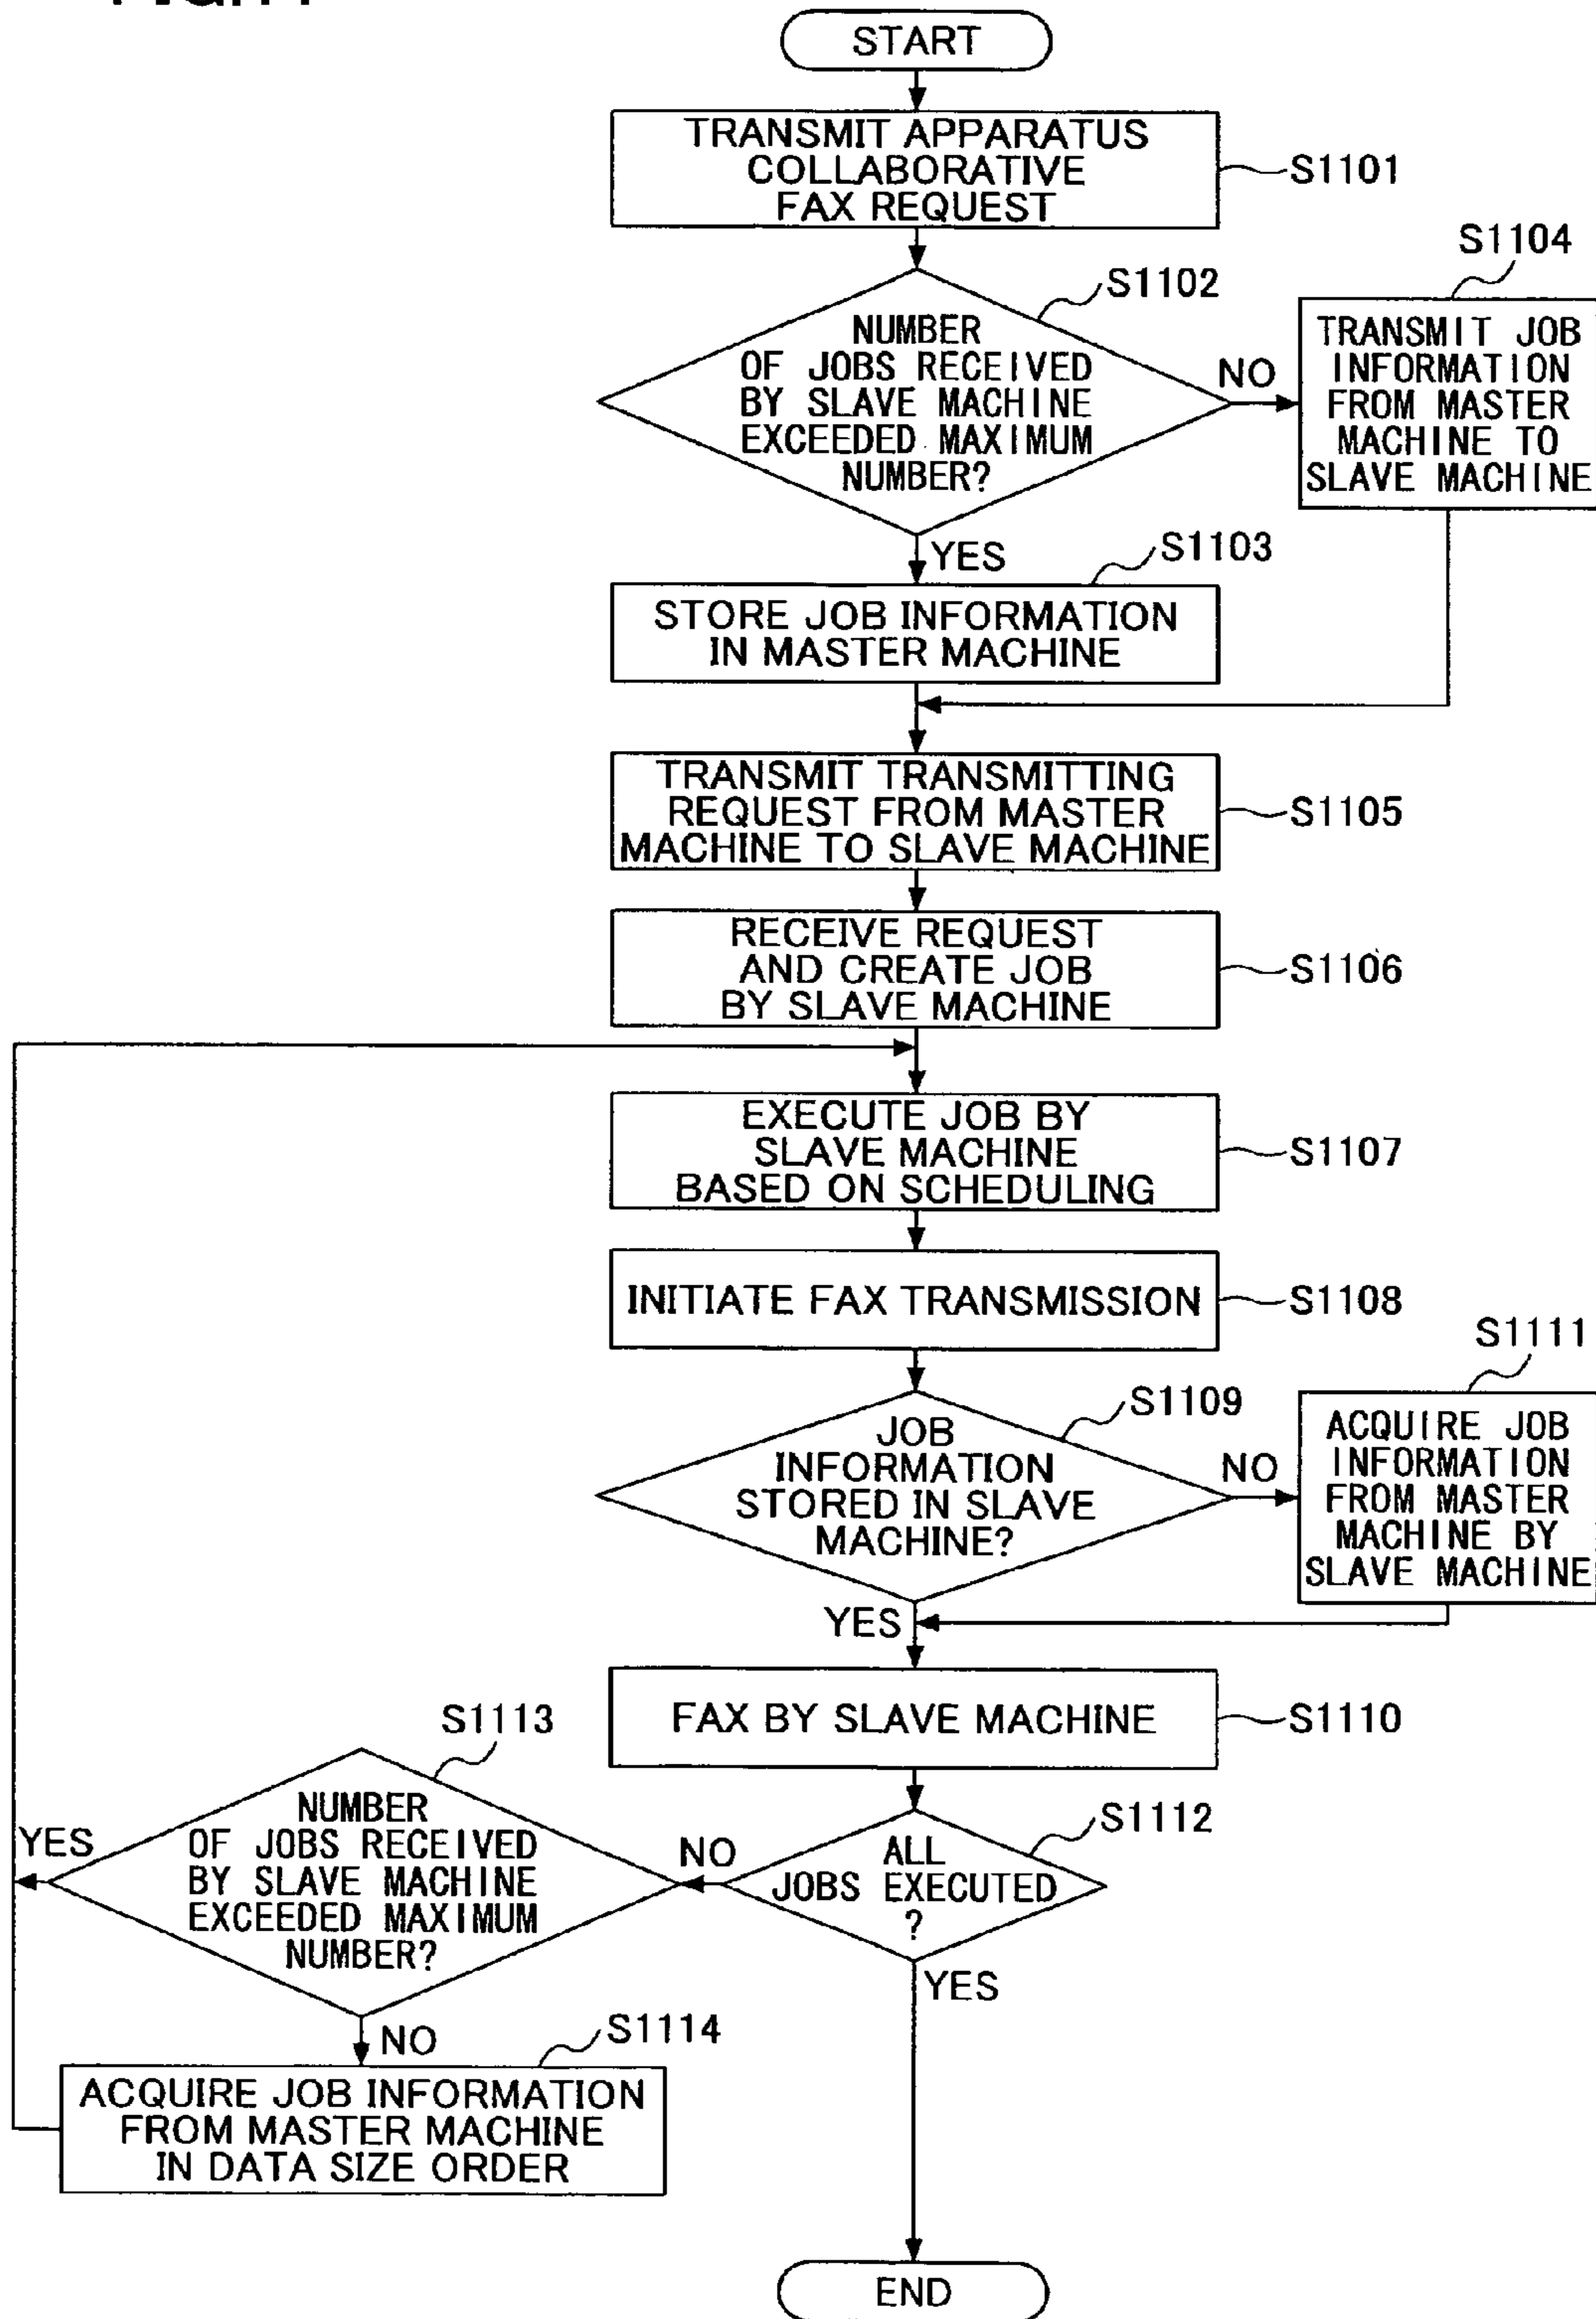 START
TRANSMIT APPARATUS
COLLABORATIVE
FAX REQUEST
S1101
S1102
NUMBER
OF JOBS RECEIVED
BY SLAVE MACHINE
EXCEEDED MAXIMUM
NUMBER?
NO
S1104
TRANSMIT JOB
INFORMATION
FROM MASTER
MACHINE TO
SLAVE MACHINE
YES
S1103
STORE JOB INFORMATION
IN MASTER MACHINE
TRANSMIT TRANSMITTING
REQUEST FROM MASTER
MACHINE TO SLAVE MACHINE
S1105
RECEIVE REQUEST
AND CREATE JOB
BY SLAVE MACHINE
S1106
EXECUTE JOB BY
SLAVE MACHINE
BASED ON SCHEDULING
S1107
INITIATE FAX TRANSMISSION
S1108
S1109
JOB
INFORMATION
STORED IN SLAVE
MACHINE?
NO
S1111
ACQUIRE JOB
INFORMATION
FROM MASTER
MACHINE BY
SLAVE MACHINE
YES
FAX BY SLAVE MACHINE
S1110
S1112
ALL
JOBS EXECUTED
?
NO
S1113
NUMBER
OF JOBS RECEIVED
BY SLAVE MACHINE
EXCEEDED MAXIMUM
NUMBER?
YES
NO
S1114
ACQUIRE JOB INFORMATION
FROM MASTER MACHINE
IN DATA SIZE ORDER
YES
END